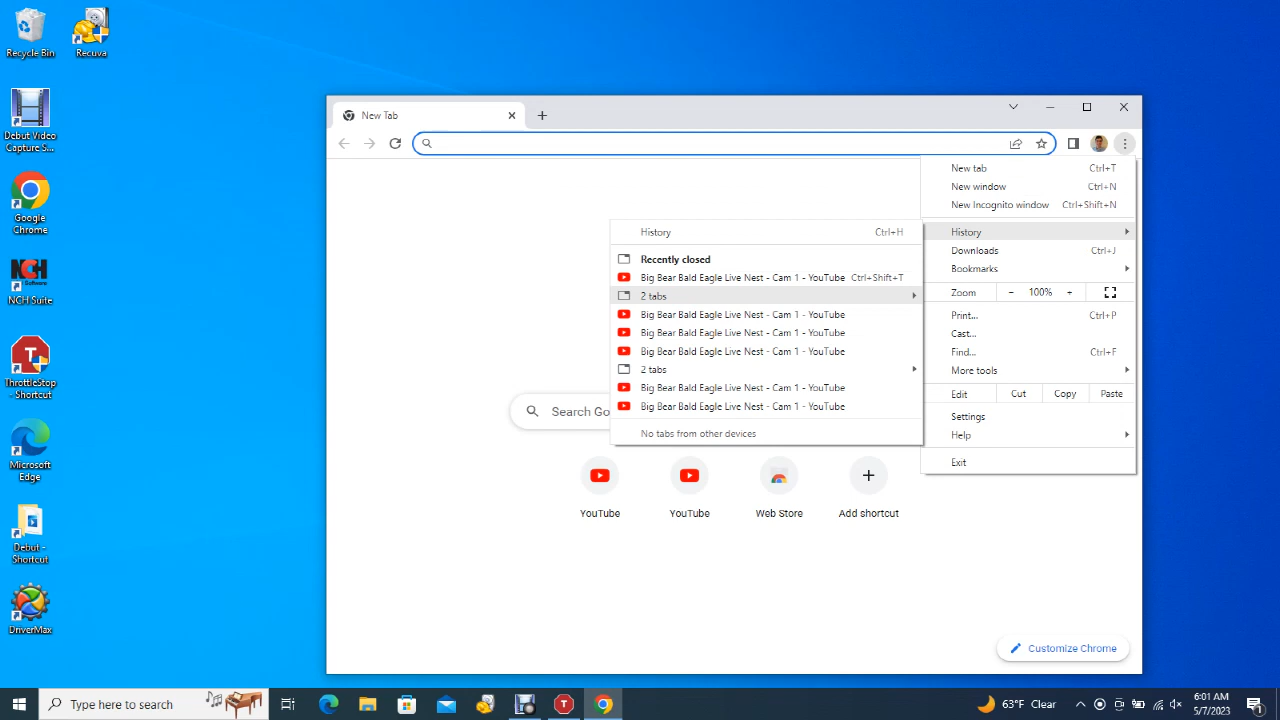 Recycle Bin
Recuva
Debut Video
Capture S...
Google
Chrome
NCH Software
NCH Suite
T
ThrottleStop
- Shortcut
Microsoft
Edge
Debut -
Shortcut
DriverMax
New Tab
New tab Ctrl+T
New window Ctrl+N
New Incognito window Ctrl+Shift+N
History
Downloads Ctrl+J
Bookmarks
Zoom - 100% +
Print... Ctrl+P
Cast...
Find... Ctrl+F
More tools
Edit Cut Copy Paste
Settings
Help
Exit
History Ctrl+H
Recently closed
Big Bear Bald Eagle Live Nest - Cam 1 - YouTube Ctrl+Shift+T
2 tabs
Big Bear Bald Eagle Live Nest - Cam 1 - YouTube
Big Bear Bald Eagle Live Nest - Cam 1 - YouTube
Big Bear Bald Eagle Live Nest - Cam 1 - YouTube
2 tabs
Big Bear Bald Eagle Live Nest - Cam 1 - YouTube
Big Bear Bald Eagle Live Nest - Cam 1 - YouTube
No tabs from other devices
Search Go
YouTube
YouTube
Web Store
Add shortcut
Customize Chrome
Type here to search
T
63°F Clear
6:01 AM
5/7/2023
1